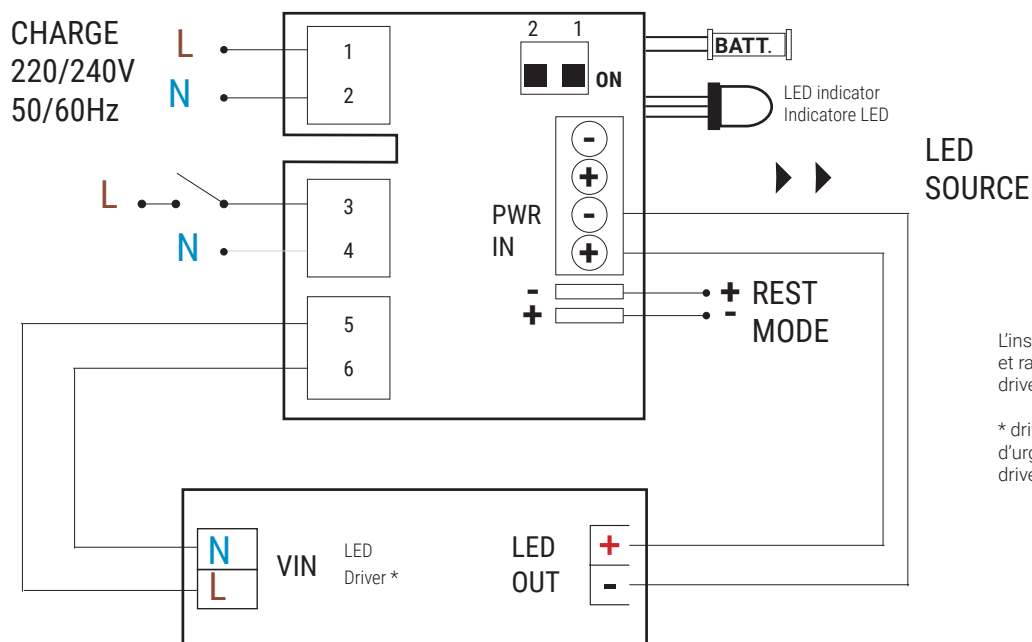 CHARGE
220/240V
50/60Hz
L
N
1
2
2 1
ON
BATT.
LED indicator
Indicatore LED
LED
SOURCE
L
N
3
4
PWR
IN
-
+
-
+
-
+
+
-
REST
MODE
5
6
L'ins
et ra
drive
* dri
d'urg
drive
N
L
VIN
LED
Driver *
LED
OUT
+
-